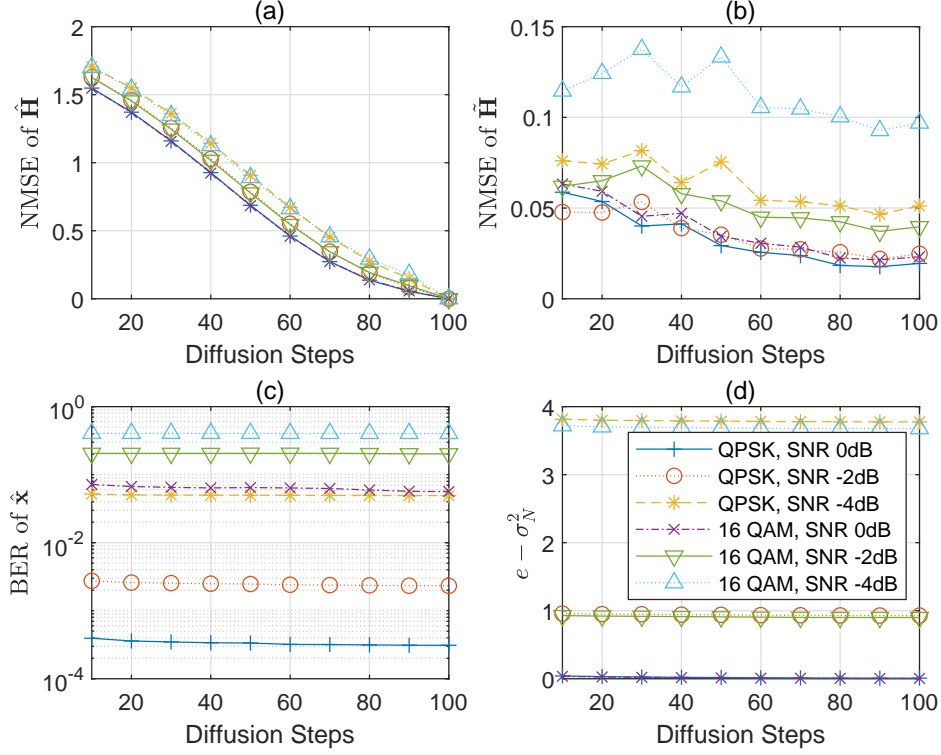 (a)
2
1.5
1
0.5
0
NMSE of Ĥ
20 40 60 80 100
Diffusion Steps
(b)
0.15
0.1
0.05
0
NMSE of H̃
20 40 60 80 100
Diffusion Steps
(c)
10^0
10^-2
10^-4
BER of x̂
20 40 60 80 100
Diffusion Steps
(d)
4
3
2
1
0
e − σ_N^2
QPSK, SNR 0dB
QPSK, SNR -2dB
QPSK, SNR -4dB
16 QAM, SNR 0dB
16 QAM, SNR -2dB
16 QAM, SNR -4dB
20 40 60 80 100
Diffusion Steps